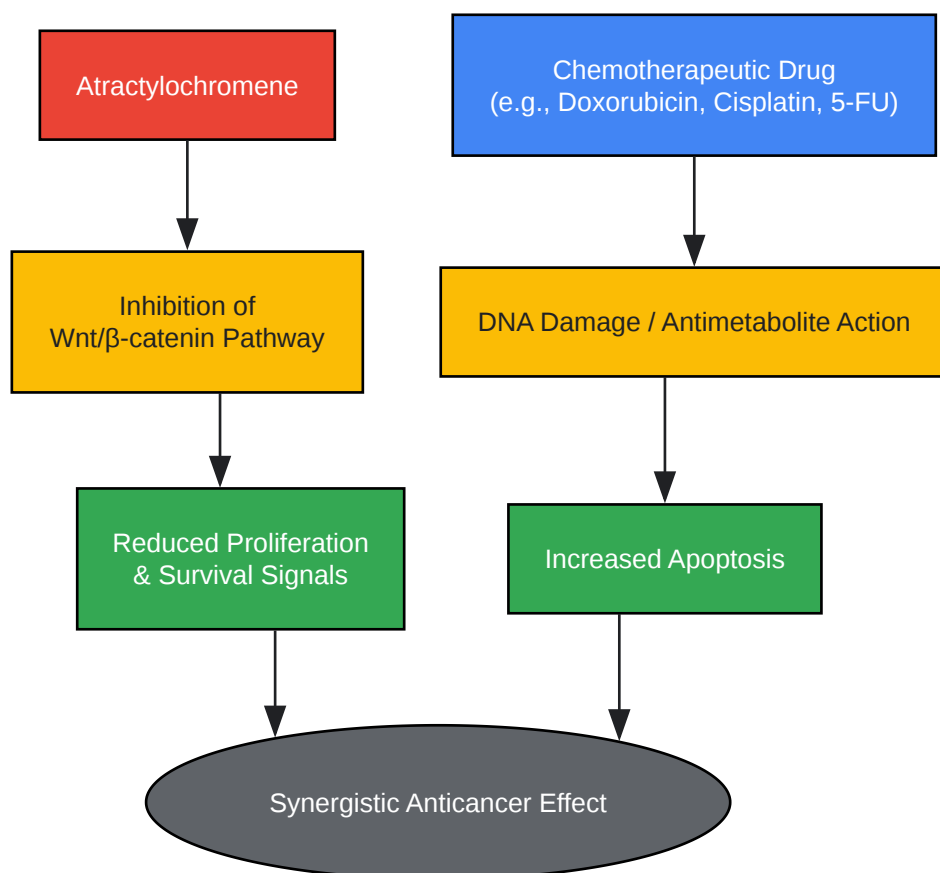 Atractylochromene
Chemotherapeutic Drug
(e.g., Doxorubicin, Cisplatin, 5-FU)
Inhibition of
Wnt/β-catenin Pathway
DNA Damage / Antimetabolite Action
Reduced Proliferation
& Survival Signals
Increased Apoptosis
Synergistic Anticancer Effect